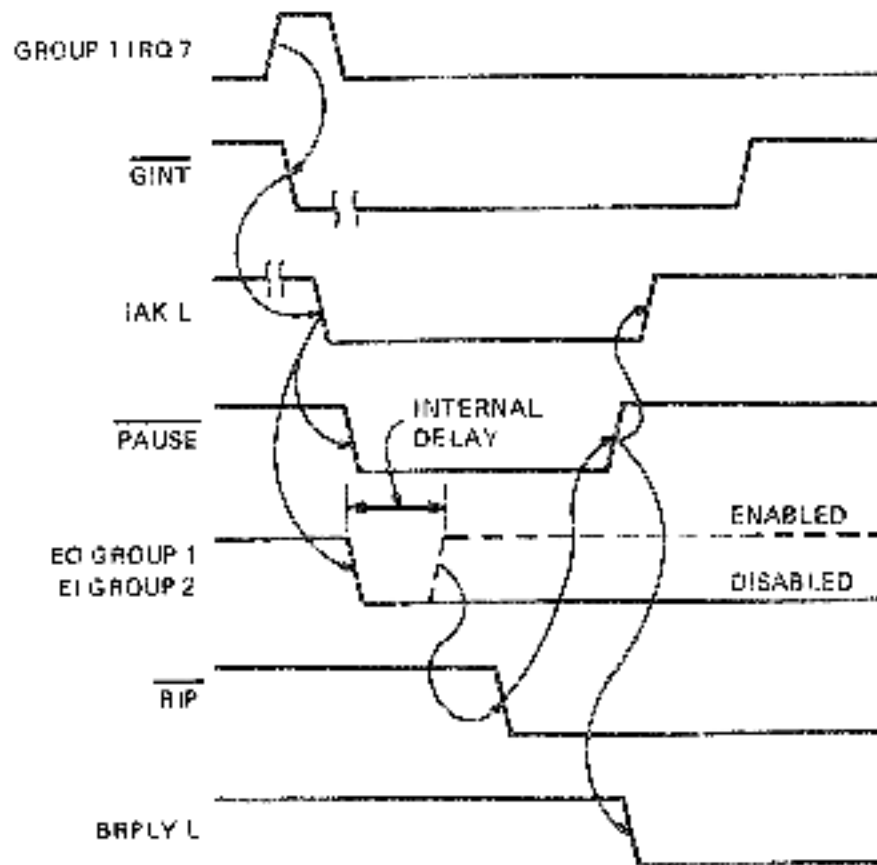 GROUP 1 IRQ 7
GINT
IAK L
PAUSE
INTERNAL
DELAY
ENABLED
EO GROUP 1
EI GROUP 2
DISABLED
RIP
BRPLY L